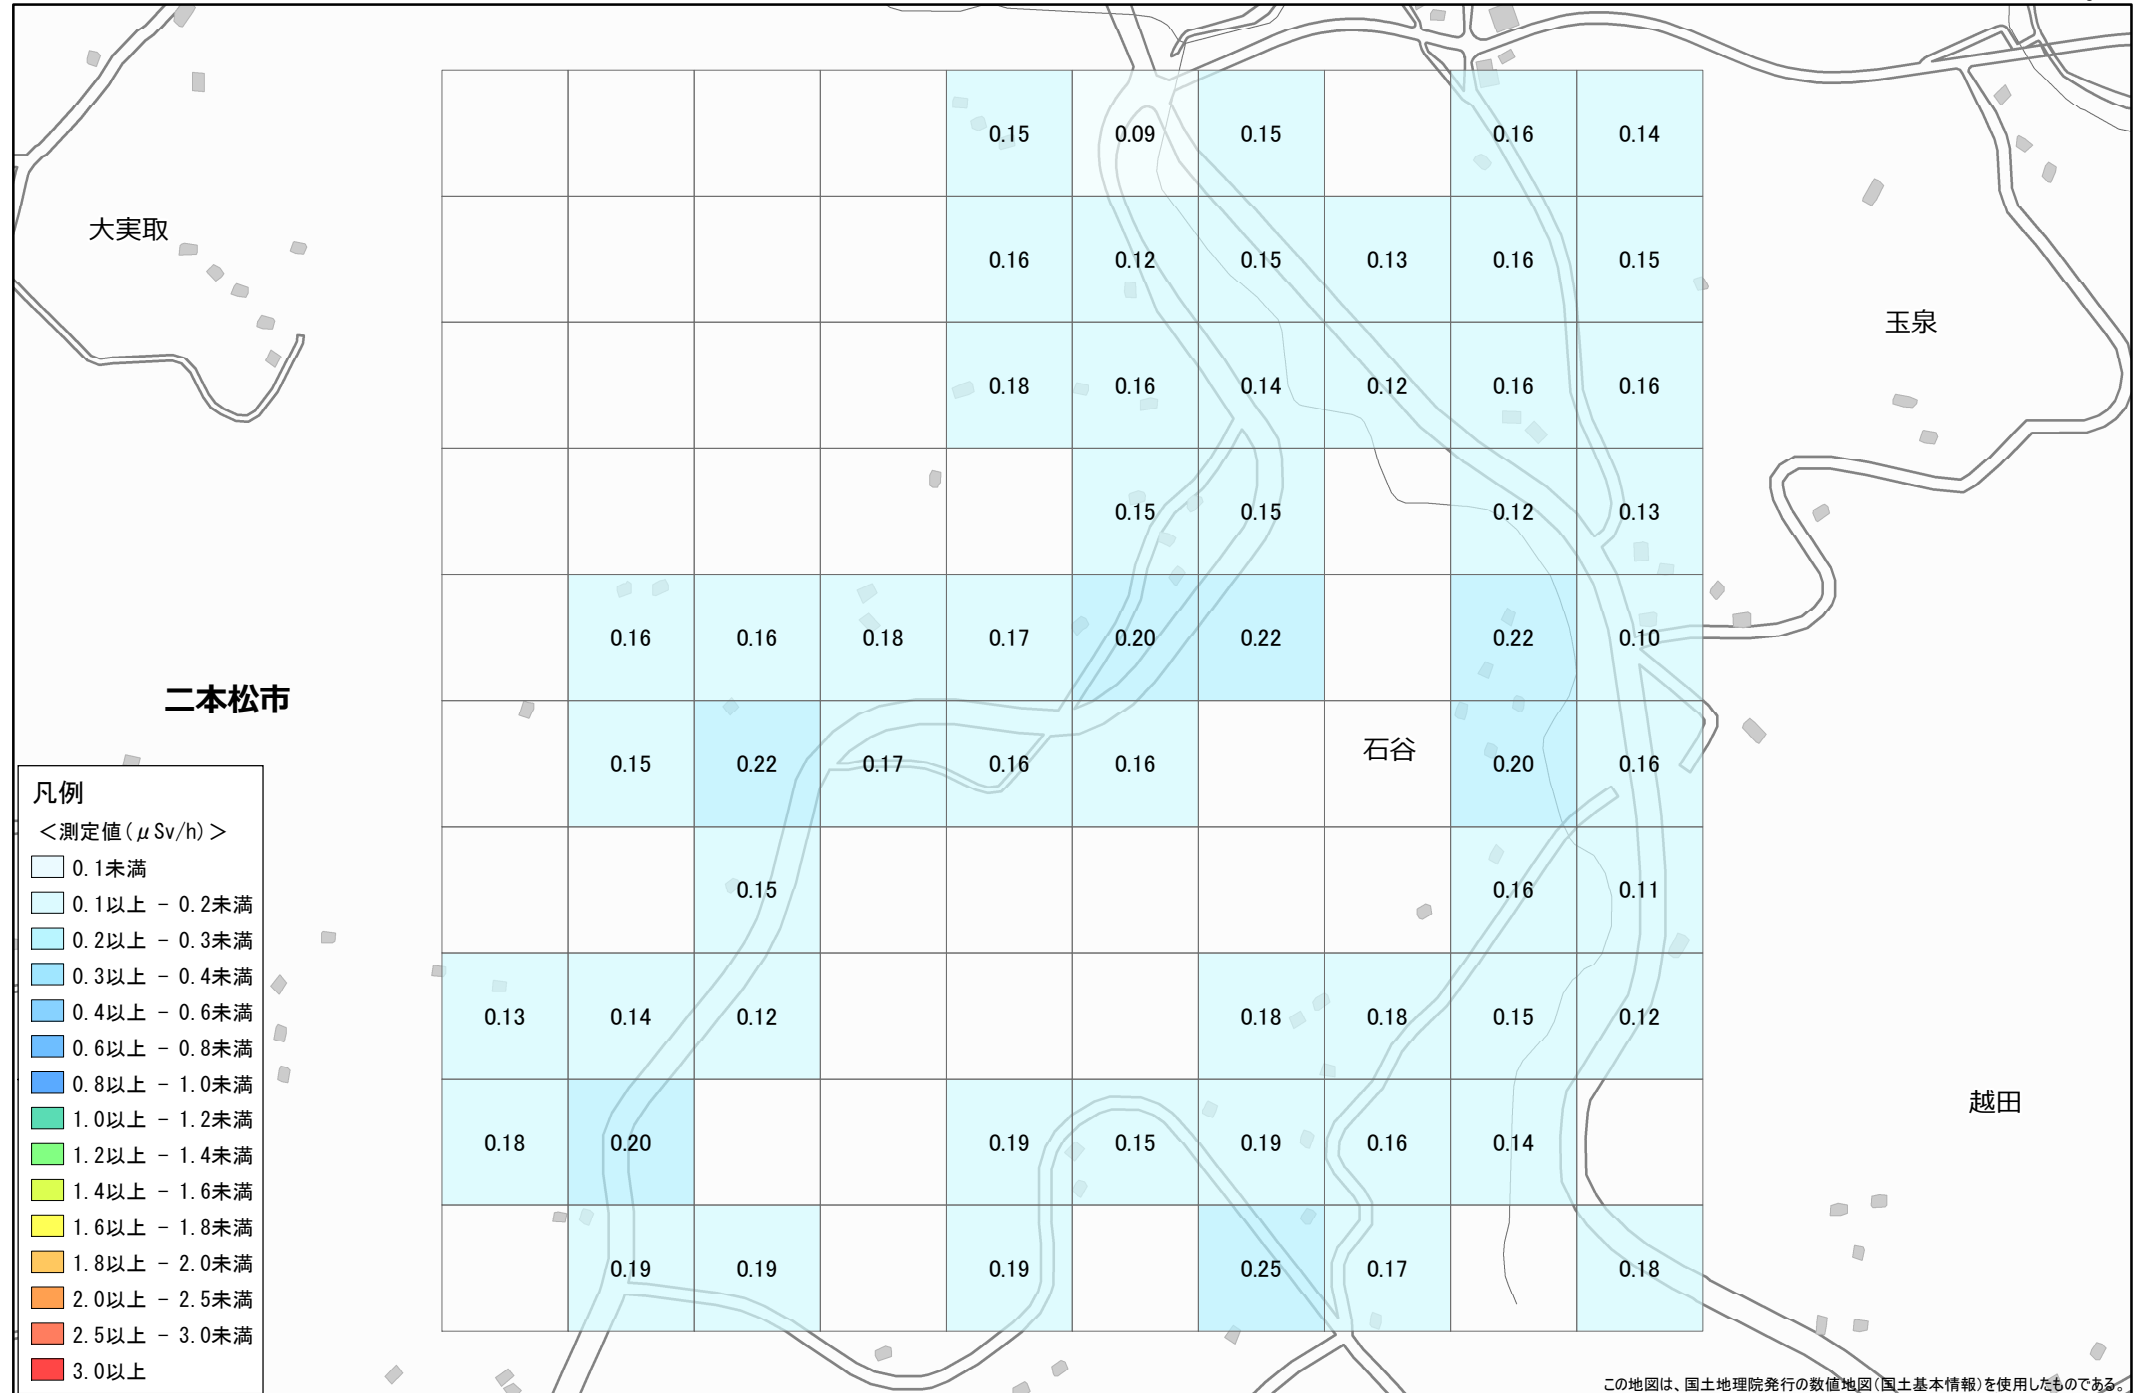 0.15 0.09 0.15 0.16 0.14
大実取
0.16 0.12 0.15 0.13 0.16 0.15
玉泉
0.18 0.16 0.14 0.12 0.16 0.16
0.15 0.15 0.12 0.13
0.16 0.16 0.18 0.17 0.20 0.22 0.22 0.10
二本松市
石谷
0.15 0.22 0.17 0.16 0.16 0.20 0.16
0.15 0.16 0.11
0.13 0.14 0.12 0.18 0.18 0.15 0.12
越田
0.18 0.20 0.19 0.15 0.19 0.16 0.14
0.19 0.19 0.19 0.25 0.17 0.18
凡例
＜測定値(μSv/h)＞
0.1未満
0.1以上 - 0.2未満
0.2以上 - 0.3未満
0.3以上 - 0.4未満
0.4以上 - 0.6未満
0.6以上 - 0.8未満
0.8以上 - 1.0未満
1.0以上 - 1.2未満
1.2以上 - 1.4未満
1.4以上 - 1.6未満
1.6以上 - 1.8未満
1.8以上 - 2.0未満
2.0以上 - 2.5未満
2.5以上 - 3.0未満
3.0以上
この地図は、国土地理院発行の数値地図(国土基本情報)を使用したものである。